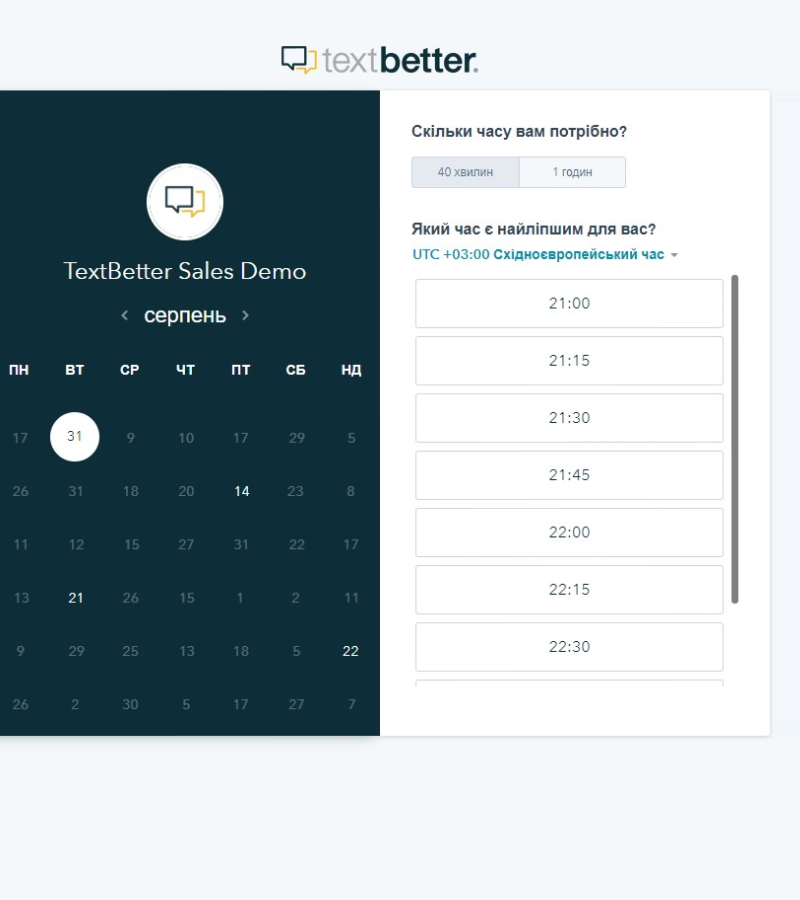 textbetter.
TextBetter Sales Demo
серпень
ПН ВТ СР ЧТ ПТ СБ НД
17 31 9 10 17 29 5
26 31 18 20 14 23 8
11 12 15 27 31 22 17
13 21 26 15 1 2 11
9 29 25 13 18 5 22
26 2 30 5 17 27 7
Скільки часу вам потрібно?
40 хвилин 1 годин
Який час є найліпшим для вас?
UTC +03:00 Східноєвропейський час
21:00
21:15
21:30
21:45
22:00
22:15
22:30